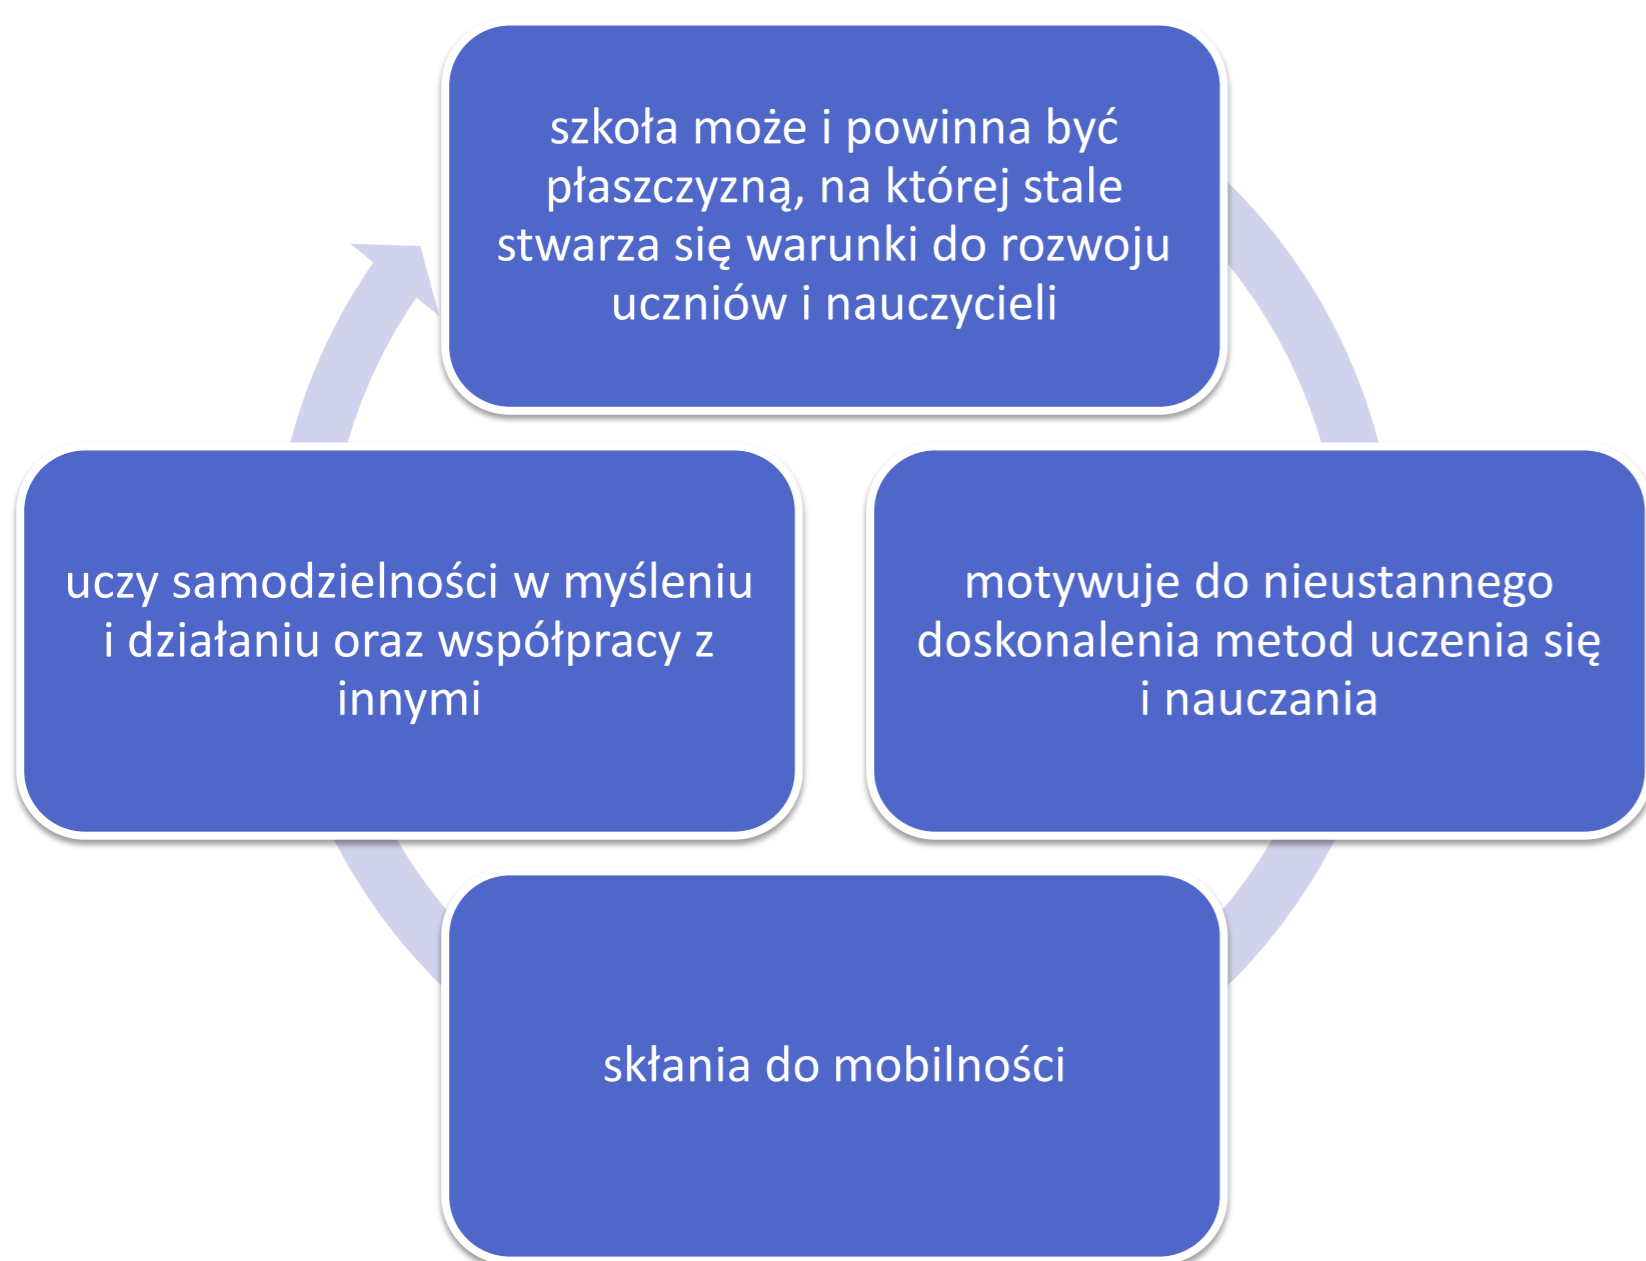 szkoła może i powinna być
płaszczyzną, na której stale
stwarza się warunki do rozwoju
uczniów i nauczycieli
motywuje do nieustannego
doskonalenia metod uczenia się
i nauczania
skłania do mobilności
uczy samodzielności w myśleniu
i działaniu oraz współpracy z
innymi